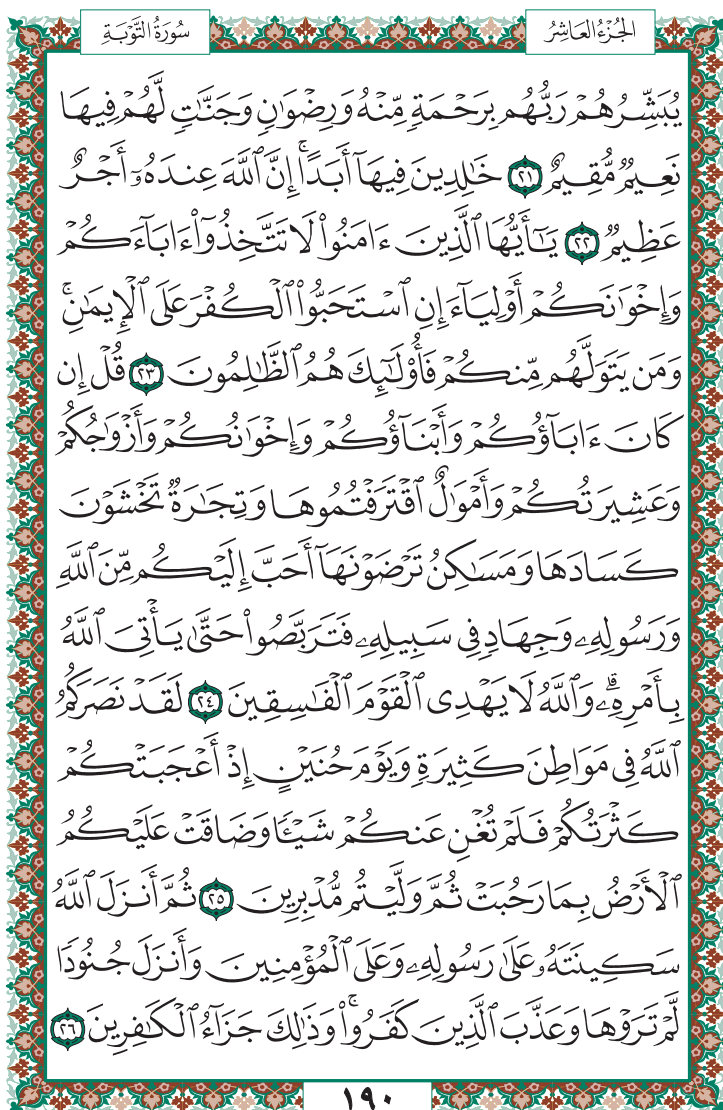 الجُزْءُ العَاشِرُ
سُورَةُ التَّوْبَةِ
يُبَشِّرُهُمْ رَبُّهُم بِرَحْمَةٍ مِّنْهُ وَرِضْوَٰنٍ وَجَنَّٰتٍ لَّهُمْ فِيهَا
نَعِيمٌ مُّقِيمٌ ٢١ خَٰلِدِينَ فِيهَآ أَبَدًا ۚ إِنَّ ٱللَّهَ عِندَهُۥٓ أَجْرٌ
عَظِيمٌ ٢٢ يَٰٓأَيُّهَا ٱلَّذِينَ ءَامَنُوا۟ لَا تَتَّخِذُوٓا۟ ءَابَآءَكُمْ
وَإِخْوَٰنَكُمْ أَوْلِيَآءَ إِنِ ٱسْتَحَبُّوا۟ ٱلْكُفْرَ عَلَى ٱلْإِيمَٰنِ ۚ
وَمَن يَتَوَلَّهُم مِّنكُمْ فَأُو۟لَٰٓئِكَ هُمُ ٱلظَّٰلِمُونَ ٢٣ قُلْ إِن
كَانَ ءَابَآؤُكُمْ وَأَبْنَآؤُكُمْ وَإِخْوَٰنُكُمْ وَأَزْوَٰجُكُمْ
وَعَشِيرَتُكُمْ وَأَمْوَٰلٌ ٱقْتَرَفْتُمُوهَا وَتِجَٰرَةٌ تَخْشَوْنَ
كَسَادَهَا وَمَسَٰكِنُ تَرْضَوْنَهَآ أَحَبَّ إِلَيْكُم مِّنَ ٱللَّهِ
وَرَسُولِهِۦ وَجِهَادٍ فِى سَبِيلِهِۦ فَتَرَبَّصُوا۟ حَتَّىٰ يَأْتِىَ ٱللَّهُ
بِأَمْرِهِۦ ۗ وَٱللَّهُ لَا يَهْدِى ٱلْقَوْمَ ٱلْفَٰسِقِينَ ٢٤ لَقَدْ نَصَرَكُمُ
ٱللَّهُ فِى مَوَاطِنَ كَثِيرَةٍ وَيَوْمَ حُنَيْنٍ إِذْ أَعْجَبَتْكُمْ
كَثْرَتُكُمْ فَلَمْ تُغْنِ عَنكُمْ شَيْـًٔا وَضَاقَتْ عَلَيْكُمُ
ٱلْأَرْضُ بِمَا رَحُبَتْ ثُمَّ وَلَّيْتُم مُّدْبِرِينَ ٢٥ ثُمَّ أَنزَلَ ٱللَّهُ
سَكِينَتَهُۥ عَلَىٰ رَسُولِهِۦ وَعَلَى ٱلْمُؤْمِنِينَ وَأَنزَلَ جُنُودًا
لَّمْ تَرَوْهَا وَعَذَّبَ ٱلَّذِينَ كَفَرُوا۟ ۚ وَذَٰلِكَ جَزَآءُ ٱلْكَٰفِرِينَ ٢٦
١٩٠